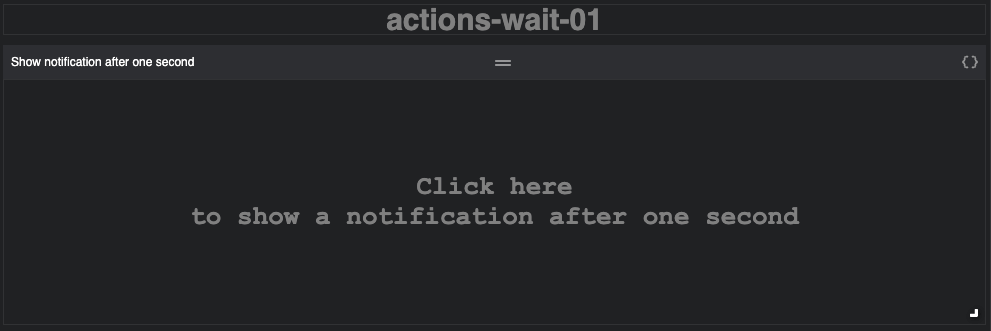 actions-wait-01
Show notification after one second
Click here
to show a notification after one second